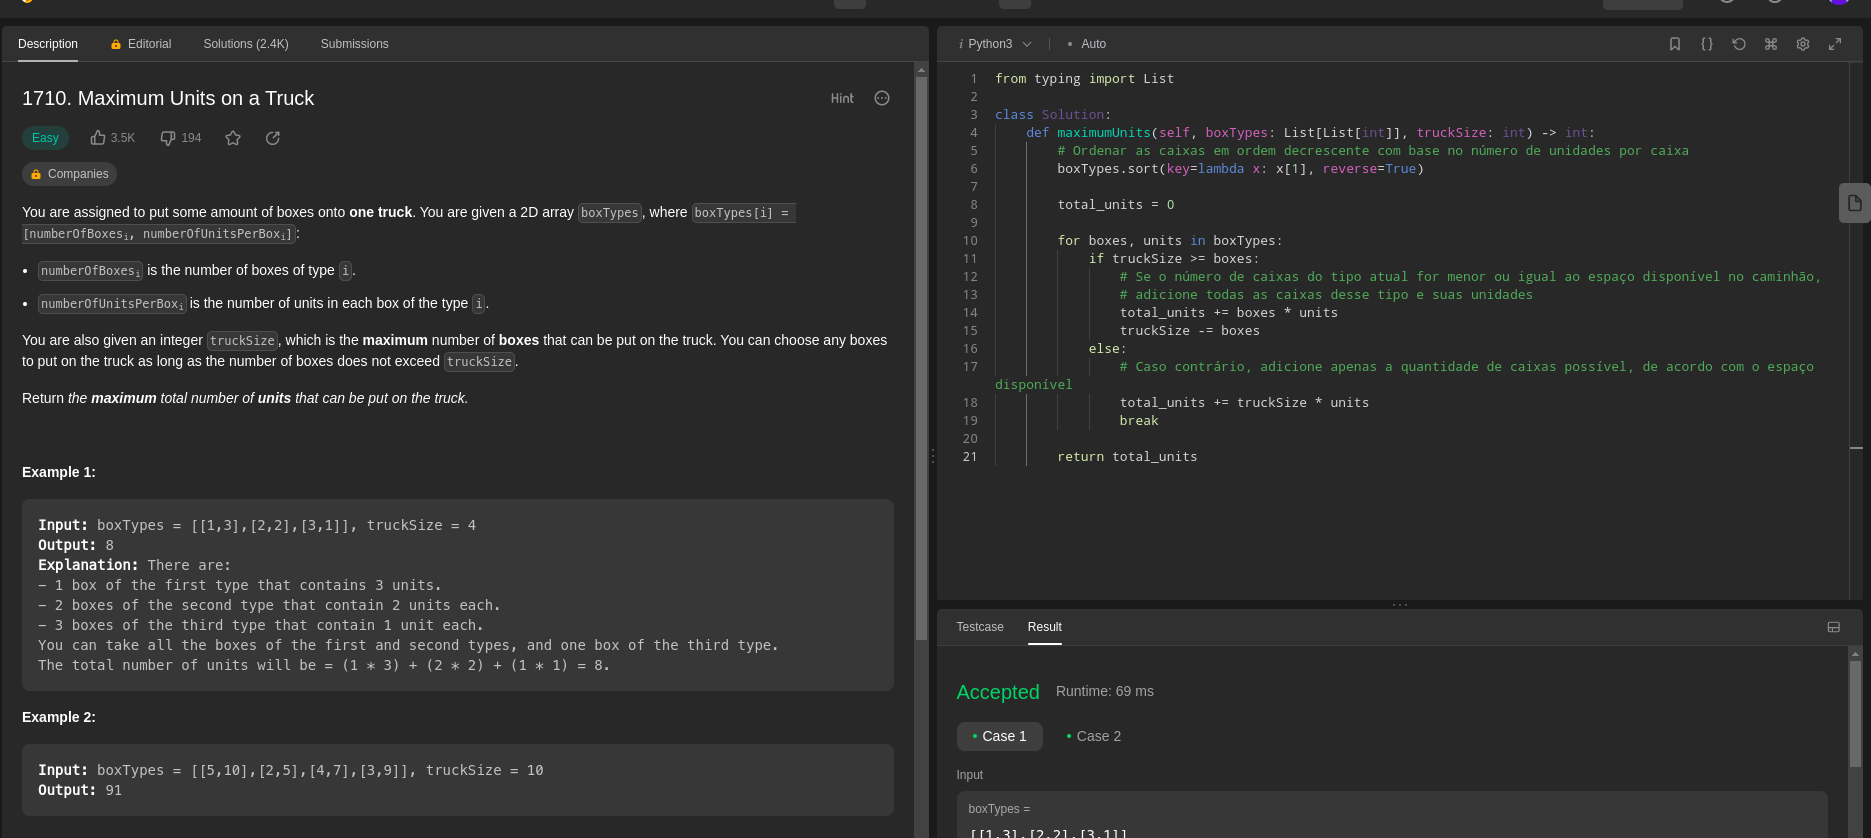 Description
Editorial
Solutions (2.4K)
Submissions
1710. Maximum Units on a Truck
Hint
Easy
3.5K
194
Companies
You are assigned to put some amount of boxes onto one truck. You are given a 2D array boxTypes, where boxTypes[i] =
[numberOfBoxesi, numberOfUnitsPerBoxi]:
• numberOfBoxesi is the number of boxes of type i.
• numberOfUnitsPerBoxi is the number of units in each box of the type i.
You are also given an integer truckSize, which is the maximum number of boxes that can be put on the truck. You can choose any boxes
to put on the truck as long as the number of boxes does not exceed truckSize.
Return the maximum total number of units that can be put on the truck.
Example 1:
Input: boxTypes = [[1,3],[2,2],[3,1]], truckSize = 4
Output: 8
Explanation: There are:
- 1 box of the first type that contains 3 units.
- 2 boxes of the second type that contain 2 units each.
- 3 boxes of the third type that contain 1 unit each.
You can take all the boxes of the first and second types, and one box of the third type.
The total number of units will be = (1 * 3) + (2 * 2) + (1 * 1) = 8.
Example 2:
Input: boxTypes = [[5,10],[2,5],[4,7],[3,9]], truckSize = 10
Output: 91
i Python3
• Auto
1 from typing import List
2
3 class Solution:
4 def maximumUnits(self, boxTypes: List[List[int]], truckSize: int) -> int:
5 # Ordenar as caixas em ordem decrescente com base no número de unidades por caixa
6 boxTypes.sort(key=lambda x: x[1], reverse=True)
7
8 total_units = 0
9
10 for boxes, units in boxTypes:
11 if truckSize >= boxes:
12 # Se o número de caixas do tipo atual for menor ou igual ao espaço disponível no caminhão,
13 # adicione todas as caixas desse tipo e suas unidades
14 total_units += boxes * units
15 truckSize -= boxes
16 else:
17 # Caso contrário, adicione apenas a quantidade de caixas possível, de acordo com o espaço
disponível
18 total_units += truckSize * units
19 break
20
21 return total_units
Testcase
Result
Accepted
Runtime: 69 ms
• Case 1
• Case 2
Input
boxTypes =
[[1,3],[2,2],[3,1]]